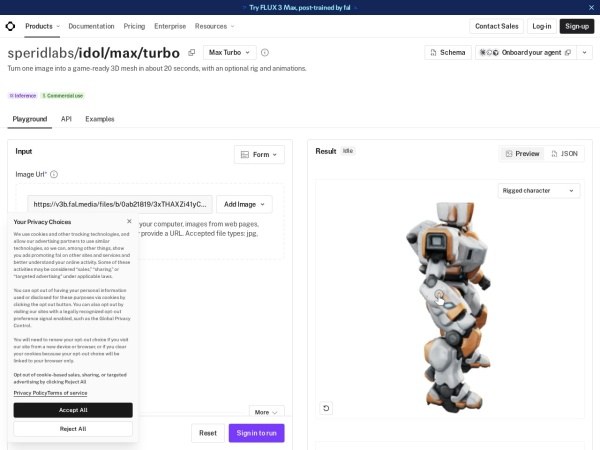 Try FLUX 3 Max, post-trained by fal
Products
Documentation
Pricing
Enterprise
Resources
Contact Sales
Log-in
Sign-up
speridlabs/idol/max/turbo
Max Turbo
Schema
Onboard your agent
Turn one image into a game-ready 3D mesh in about 20 seconds, with an optional rig and animations.
Inference
Commercial use
Playground
API
Examples
Input
Form
Image Url*
https://v3b.fal.media/files/b/0ab21819/3xTHAXZi41yC...
Add Image
your computer, images from web pages,
provide a URL. Accepted file types: jpg,
More
Reset
Sign in to run
Result
Idle
Preview
JSON
Rigged character
Your Privacy Choices
We use cookies and other tracking technologies, and
allow our advertising partners to use similar
technologies, so we can, among other things, show
you ads promoting fal on other sites and services and
better understand your online activity. Some of these
activities may be considered "sales," "sharing," or
"targeted advertising" under applicable laws.
You can opt out of having your personal information
used or disclosed for these purposes via cookies by
clicking the opt out button. You can also opt out by
visiting our sites with a legally recognized opt-out
preference signal enabled, such as the Global Privacy
Control.
You will need to renew your opt-out choice if you visit
our site from a new device or browser, or if you clear
your cookies because your opt-out choice will be
linked to your browser only.
Opt out of cookie-based sales, sharing, or targeted
advertising by clicking Reject All
Privacy Policy
Terms of service
Accept All
Reject All